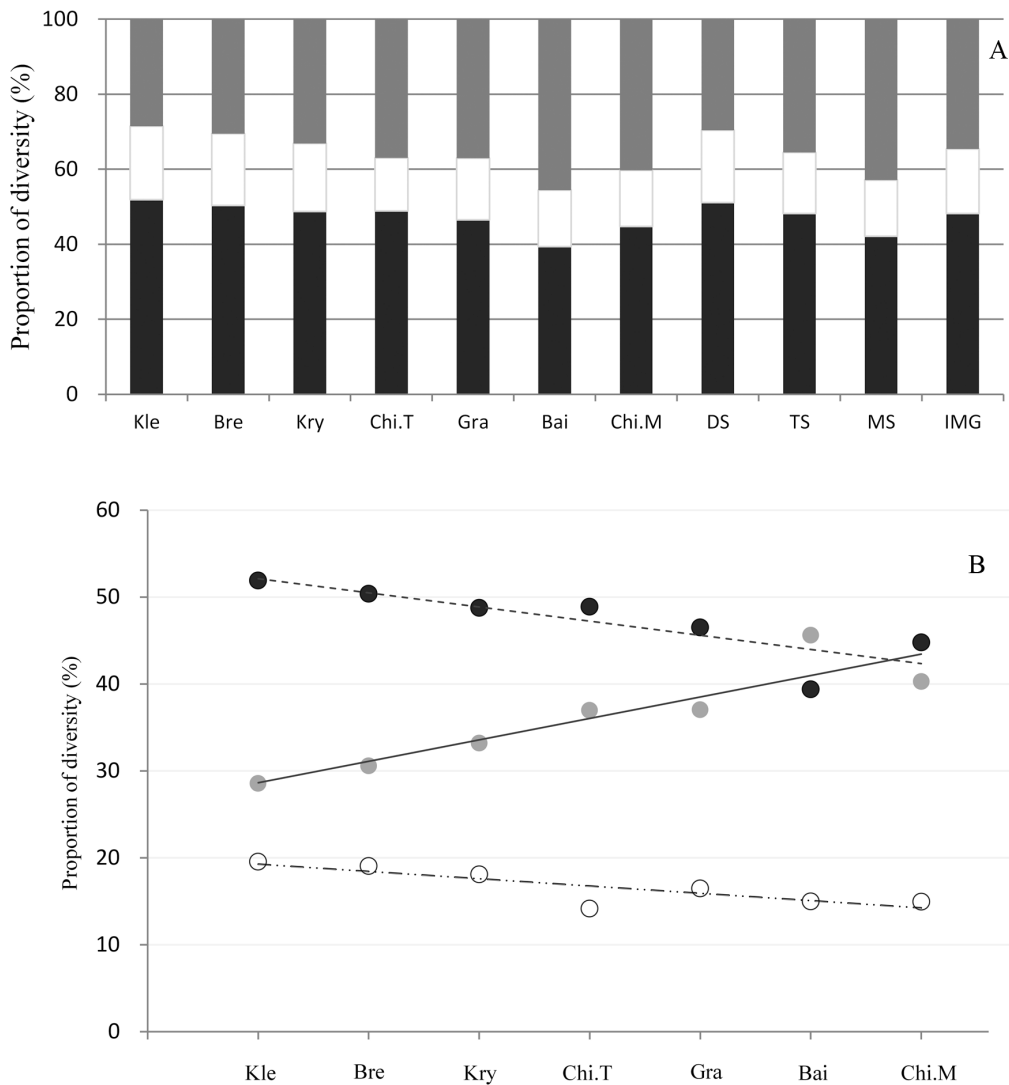 A
Proportion of diversity (%)
100
80
60
40
20
0
Kle Bre Kry Chi.T Gra Bai Chi.M DS TS MS IMG
B
Proportion of diversity (%)
60
50
40
30
20
10
0
Kle Bre Kry Chi.T Gra Bai Chi.M